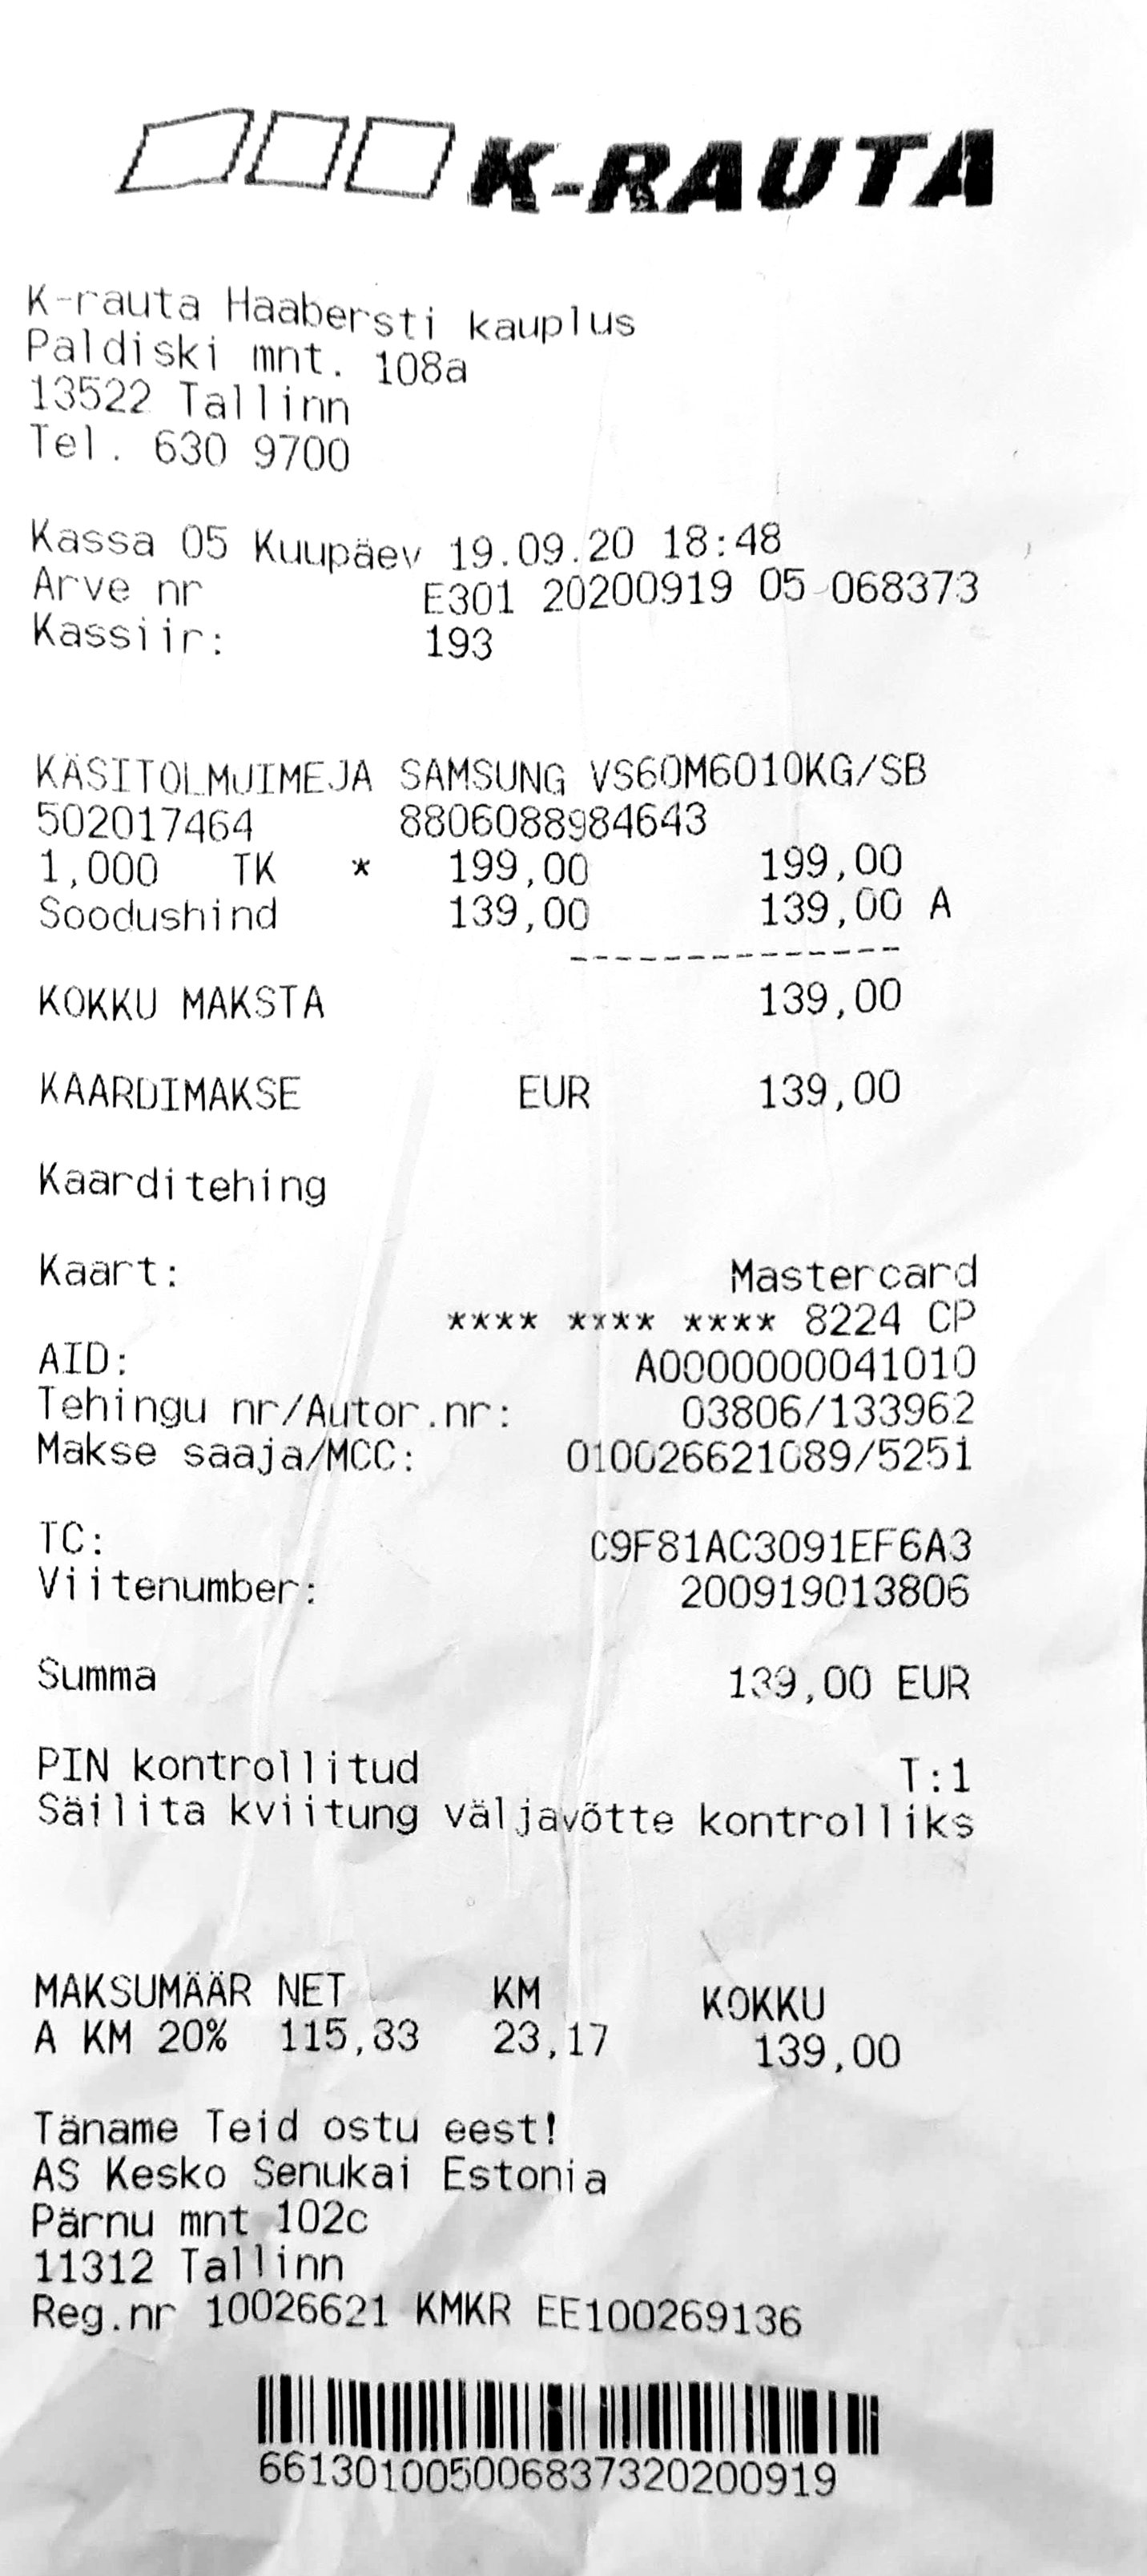 K-RAUTA
K-rauta Haabersti kauplus
Paldiski mnt. 108a
13522 Tallinn
Tel. 630 9700
Kassa 05 Kuupäev 19.09.20 18:48
Arve nr E301 20200919 05 068373
Kassiir: 193
KÄSITOLMUIMEJA SAMSUNG VS60M6010KG/SB
502017464 8806088984643
1,000 TK * 199,00 199,00
Soodushind 139,00 139,00 A
--------------
KOKKU MAKSTA 139,00
KAARDIMAKSE EUR 139,00
Kaarditehing
Kaart: Mastercard
**** **** **** 8224 CP
AID: A0000000041010
Tehingu nr/Autor.nr: 03806/133962
Makse saaja/MCC: 010026621089/5251
TC: C9F81AC3091EF6A3
Viitenumber: 200919013806
Summa 139,00 EUR
PIN kontrollitud T:1
Säilita kviitung väljavõtte kontrolliks
MAKSUMÄÄR NET KM KOKKU
A KM 20% 115,83 23,17 139,00
Täname Teid ostu eest!
AS Kesko Senukai Estonia
Pärnu mnt 102c
11312 Tallinn
Reg.nr 10026621 KMKR EE100269136
66130100500683732020​0919